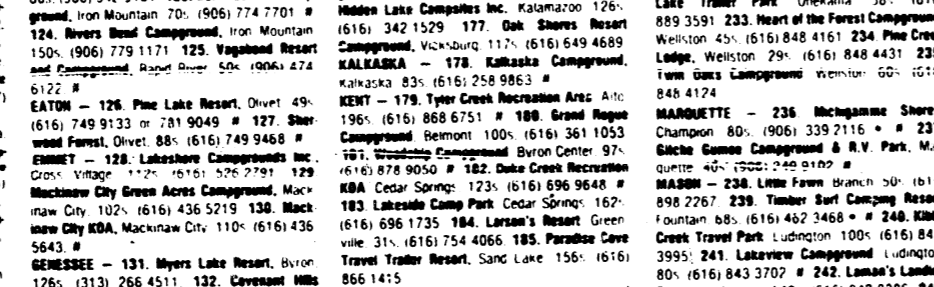 ground, Iron Mountain 70s (906) 774 7701 #
124. Rivers Bend Campground, Iron Mountain
150s. (906) 779 1171 125. Vagabond Resort
and Campground, Rapid River 50s (906) 474
6122 #
EATON — 126. Pine Lake Resort, Olivet 49s
(616) 749 9133 or 781 9049 # 127. Sher-
wood Forest, Olivet. 88s (616) 749 9468 #
EMMET — 128. Lakeshore Campgrounds Inc.,
Cross Village 112s (616) 526 2791 129
Mackinaw City Green Acres Campground, Mack
inaw City. 102s (616) 436 5219 130. Mack-
inaw City KOA, Mackinaw City 110s (616) 436
5643. #
GENESSEE — 131. Myers Lake Resort, Byron,
126s (313) 266 4511 132. Covenant Hills
Hidden Lake Campsites Inc. Kalamazoo 126s
(616) 342 1529 177. Oak Shores Resort
Campground, Vicksburg. 117s (616) 649 4689
KALKASKA — 178. Kalkaska Campground,
Kalkaska 83s (616) 258 9863 #
KENT — 179. Tyler Creek Recreation Area Alto
196s. (616) 868 6751 # 180. Grand Rogue
Campground Belmont 100s. (616) 361 1053
181. Woodchip Campground Byron Center. 97s
(616) 878 9050 # 182. Duke Creek Recreation
KOA Cedar Springs 123s (616) 696 9648 #
183. Lakeside Camp Park Cedar Springs 162s
(616) 696 1735 184. Larson's Resort Green
ville. 31s. (616) 754 4066. 185. Paradise Cove
Travel Trailer Resort, Sand Lake 156s (616)
866 1415
Lake Trailer Park Onekama 38s
889 3591 233. Heart of the Forest Campground
Wellston 45s. (616) 848 4161 234. Pine Creek
Lodge, Wellston 29s (616) 848 4431 235
Twin Oaks Campground Wellston 60s (616
848 4124
MARQUETTE — 236. Michigamme Shores
Champion 80s. (906) 339 2116 • # 237
Gitche Gumee Campground & R.V. Park, Ma
quette 40s (906) 249 9102 #
MASON — 238. Little Fawn Branch 50s (61
898 2267. 239. Timber Surf Camping Resor
Fountain. 68s. (616) 462 3468 • # 240. Kibb
Creek Travel Park Ludington 100s (616) 84
3995 241. Lakeview Campground Ludingto
80s (616) 843 3702 # 242. Laman's Landi